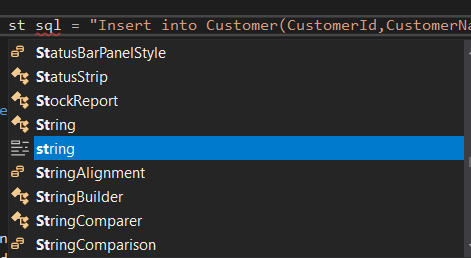 st sql = "Insert into Customer(CustomerId,CustomerNa
StatusBarPanelStyle
StatusStrip
StockReport
String
string
StringAlignment
StringBuilder
StringComparer
StringComparison